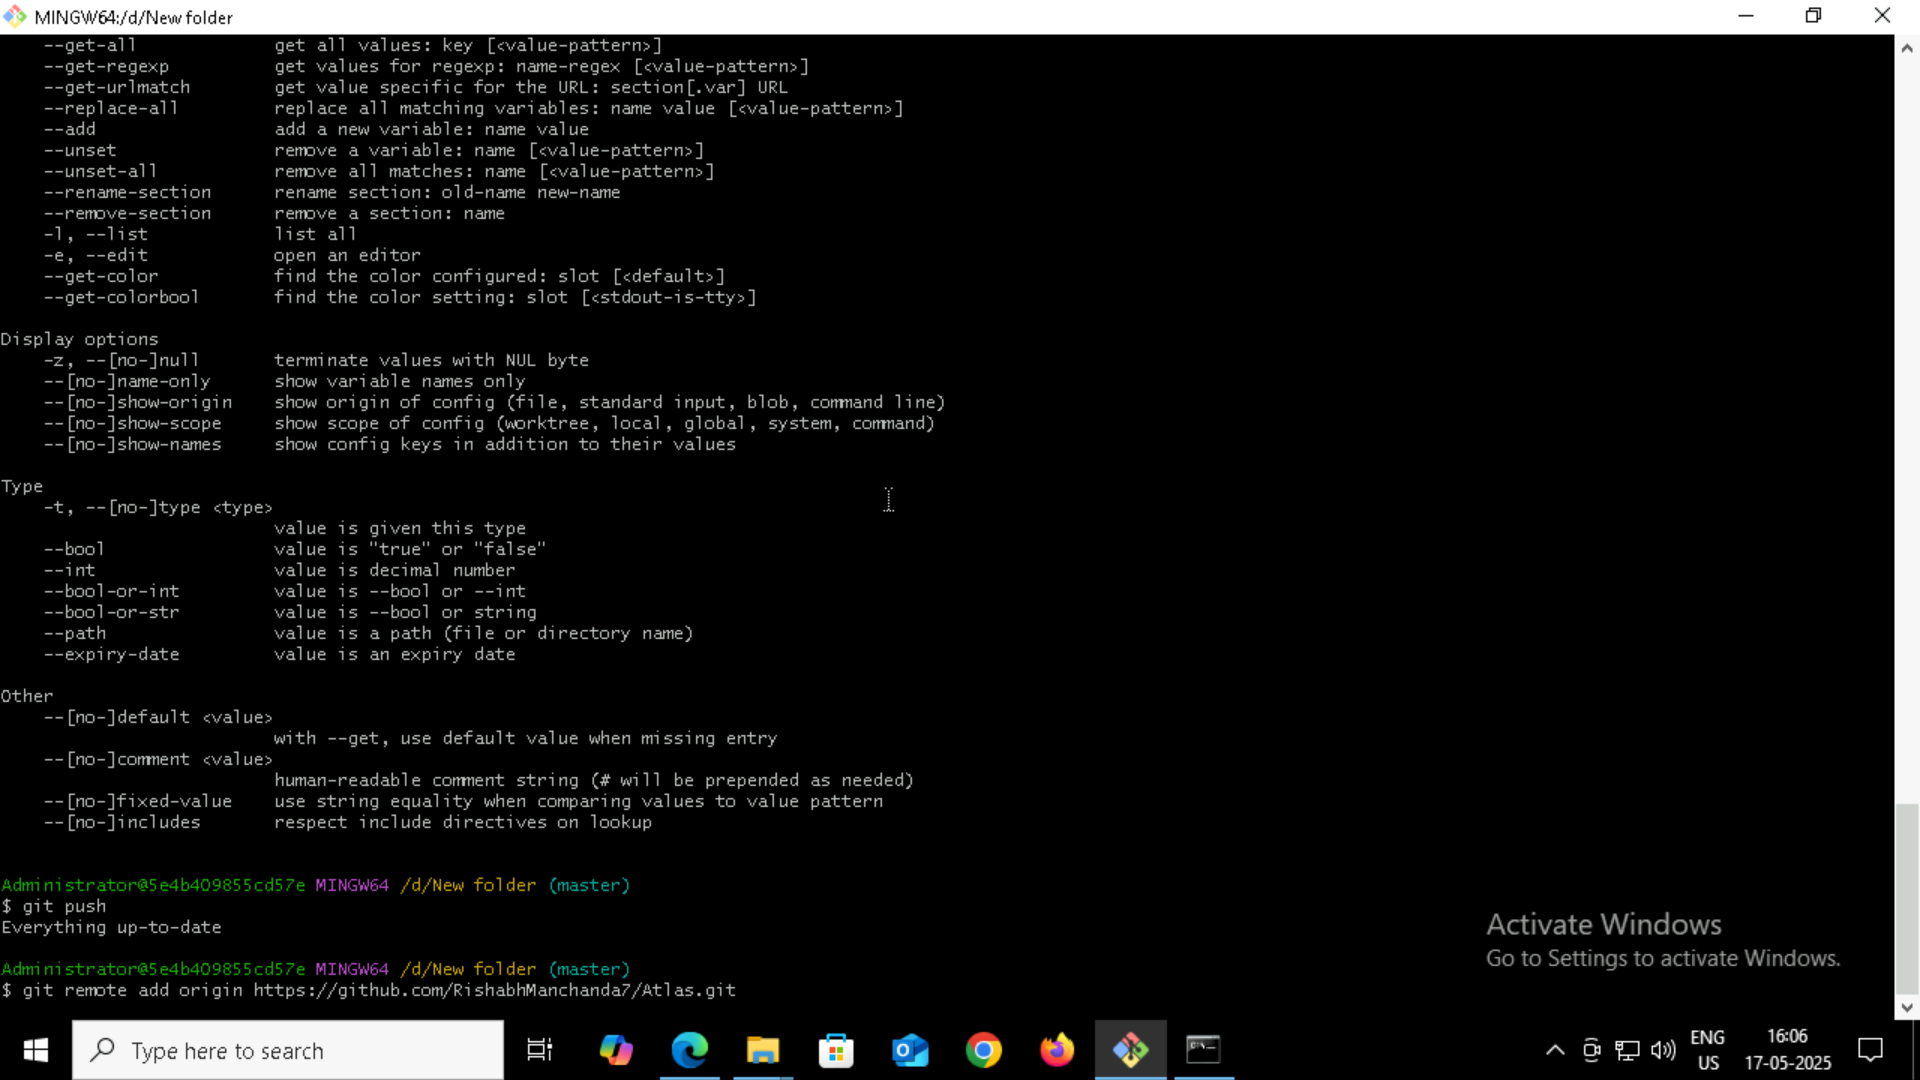 MINGW64:/d/New folder
--get-all get all values: key [<value-pattern>]
--get-regexp get values for regexp: name-regex [<value-pattern>]
--get-urlmatch get value specific for the URL: section[.var] URL
--replace-all replace all matching variables: name value [<value-pattern>]
--add add a new variable: name value
--unset remove a variable: name [<value-pattern>]
--unset-all remove all matches: name [<value-pattern>]
--rename-section rename section: old-name new-name
--remove-section remove a section: name
-l, --list list all
-e, --edit open an editor
--get-color find the color configured: slot [<default>]
--get-colorbool find the color setting: slot [<stdout-is-tty>]
Display options
-z, --[no-]null terminate values with NUL byte
--[no-]name-only show variable names only
--[no-]show-origin show origin of config (file, standard input, blob, command line)
--[no-]show-scope show scope of config (worktree, local, global, system, command)
--[no-]show-names show config keys in addition to their values
Type
-t, --[no-]type <type>
value is given this type
--bool value is "true" or "false"
--int value is decimal number
--bool-or-int value is --bool or --int
--bool-or-str value is --bool or string
--path value is a path (file or directory name)
--expiry-date value is an expiry date
Other
--[no-]default <value>
with --get, use default value when missing entry
--[no-]comment <value>
human-readable comment string (# will be prepended as needed)
--[no-]fixed-value use string equality when comparing values to value pattern
--[no-]includes respect include directives on lookup
Administrator@5e4b409855cd57e MINGW64 /d/New folder (master)
$ git push
Everything up-to-date
Administrator@5e4b409855cd57e MINGW64 /d/New folder (master)
$ git remote add origin https://github.com/RishabhManchanda7/Atlas.git
Activate Windows
Go to Settings to activate Windows.
Type here to search
ENG
US
16:06
17-05-2025